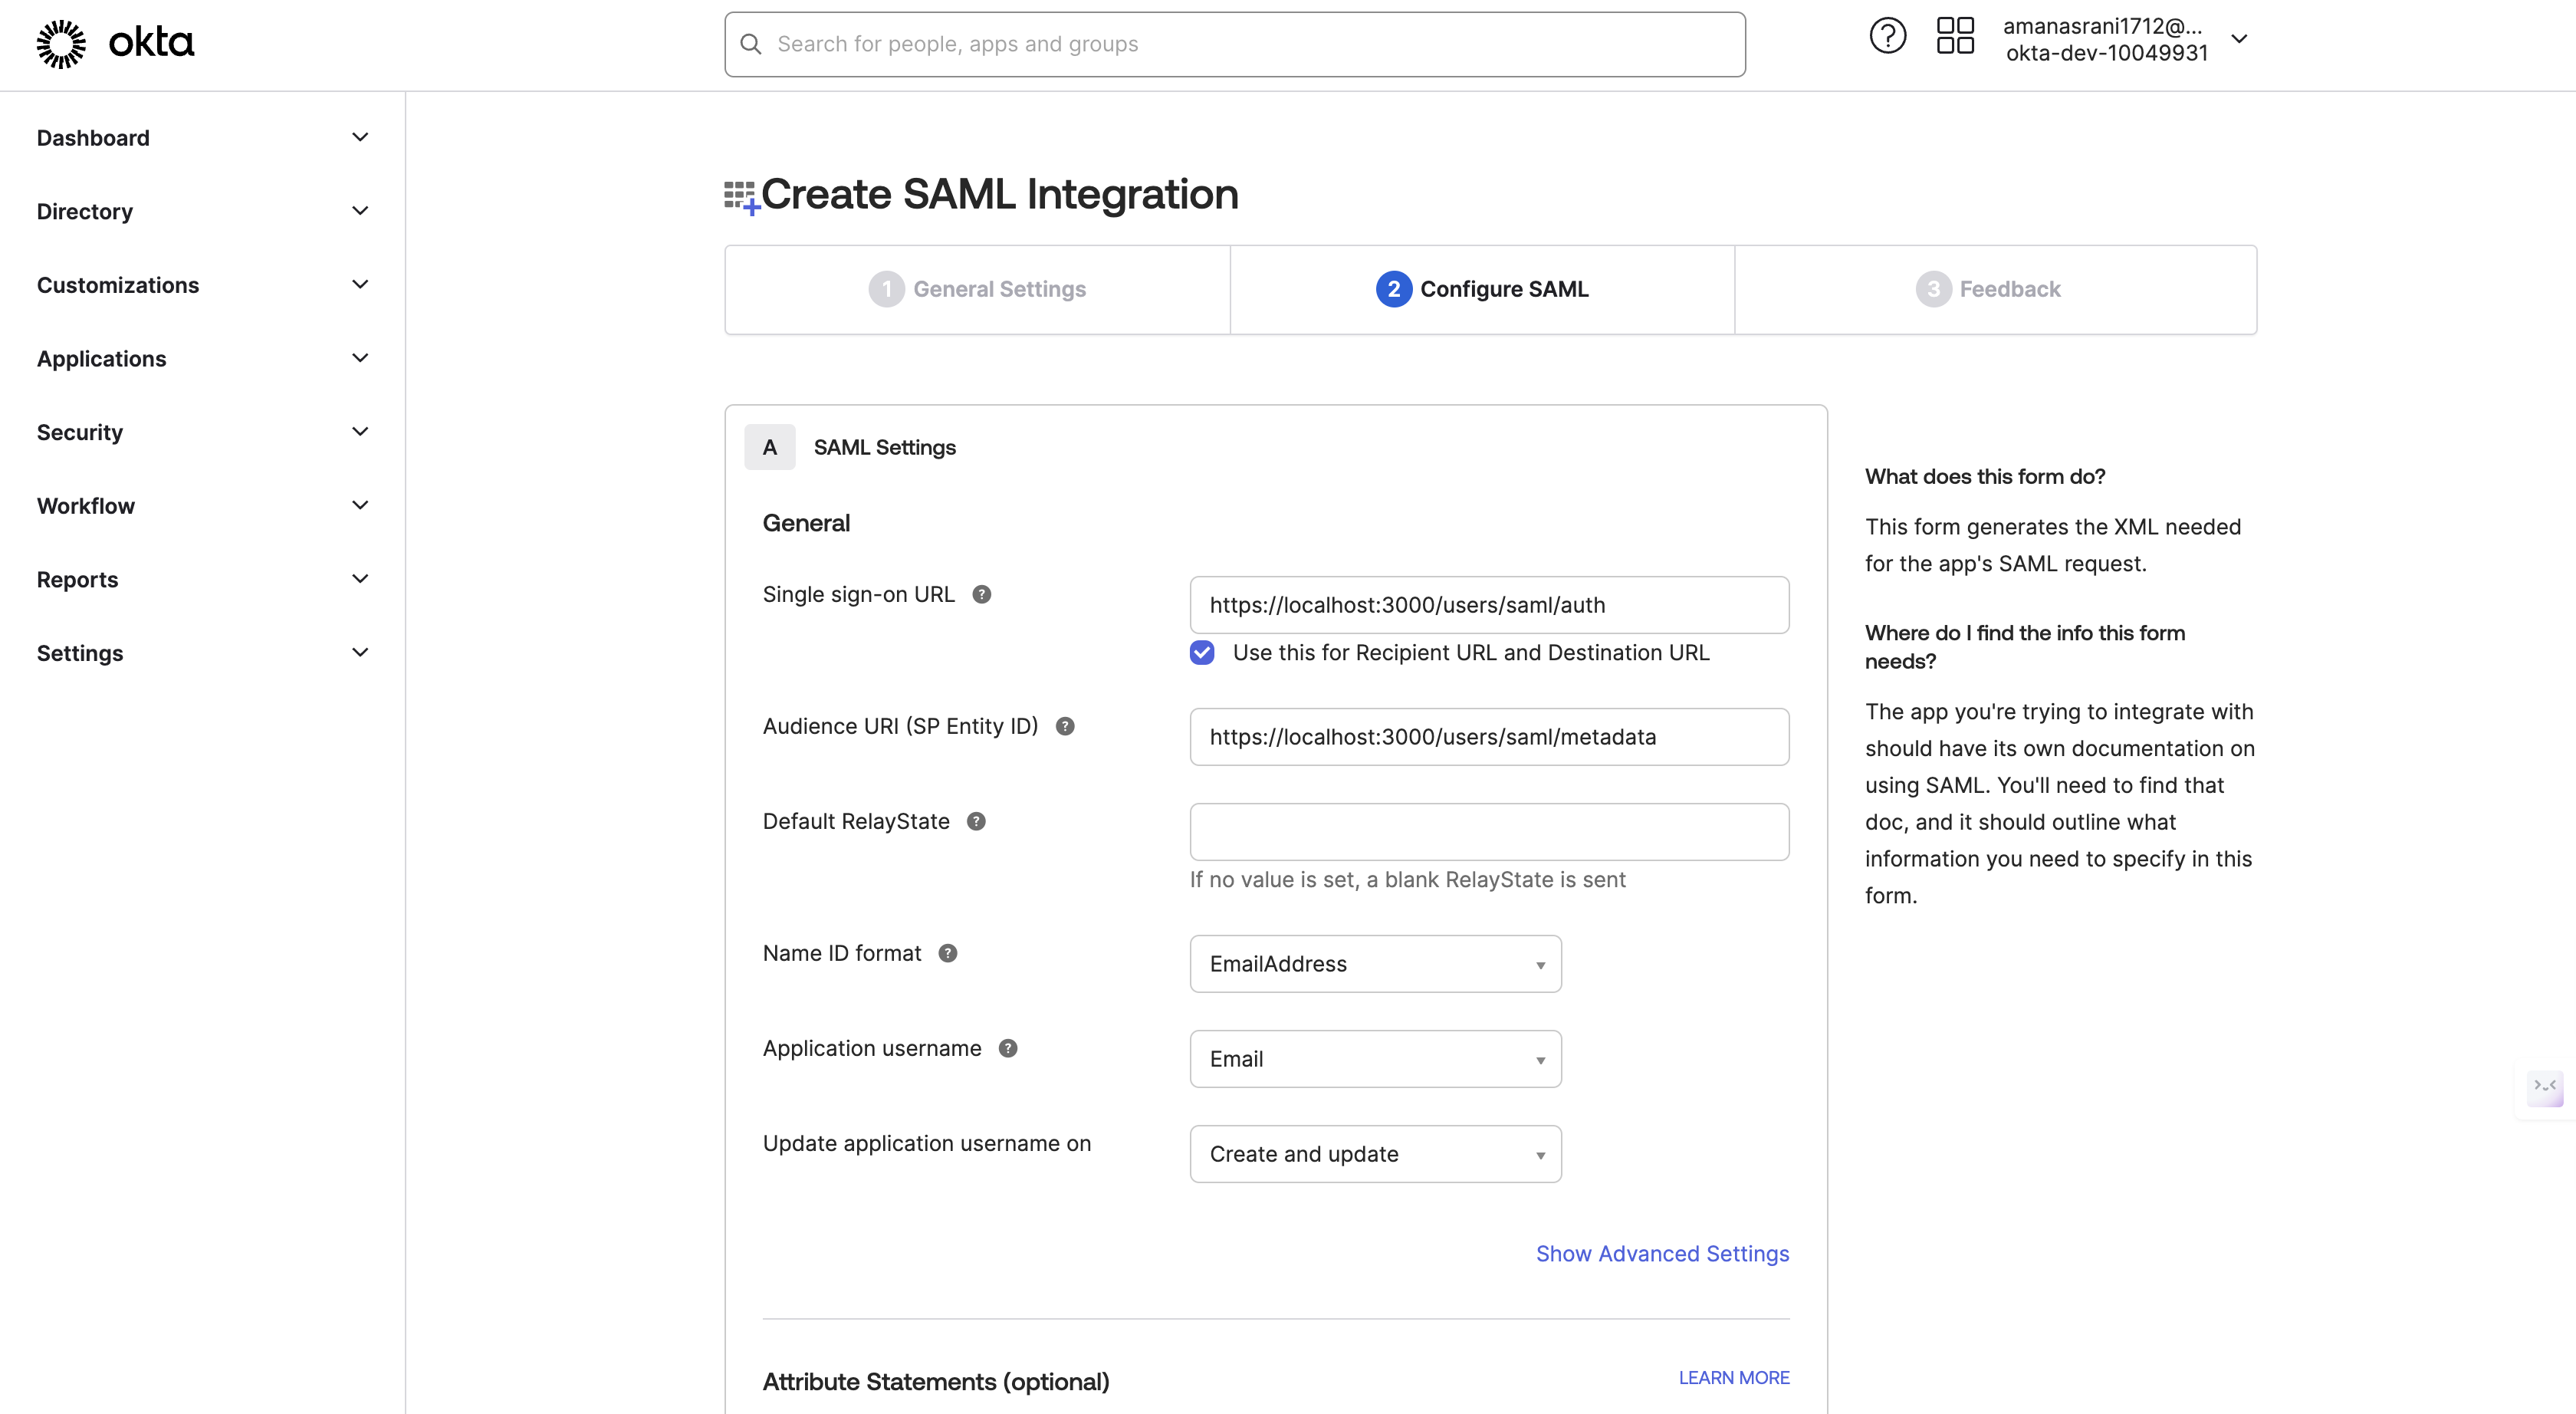 okta
Search for people, apps and groups
amanasrani1712@...
okta-dev-10049931
Dashboard
Directory
Customizations
Applications
Security
Workflow
Reports
Settings
Create SAML Integration
1 General Settings
2 Configure SAML
3 Feedback
A SAML Settings
General
Single sign-on URL
https://localhost:3000/users/saml/auth
Use this for Recipient URL and Destination URL
Audience URI (SP Entity ID)
https://localhost:3000/users/saml/metadata
Default RelayState
If no value is set, a blank RelayState is sent
Name ID format
EmailAddress
Application username
Email
Update application username on
Create and update
Show Advanced Settings
Attribute Statements (optional)
LEARN MORE
What does this form do?
This form generates the XML needed
for the app's SAML request.
Where do I find the info this form
needs?
The app you're trying to integrate with
should have its own documentation on
using SAML. You'll need to find that
doc, and it should outline what
information you need to specify in this
form.